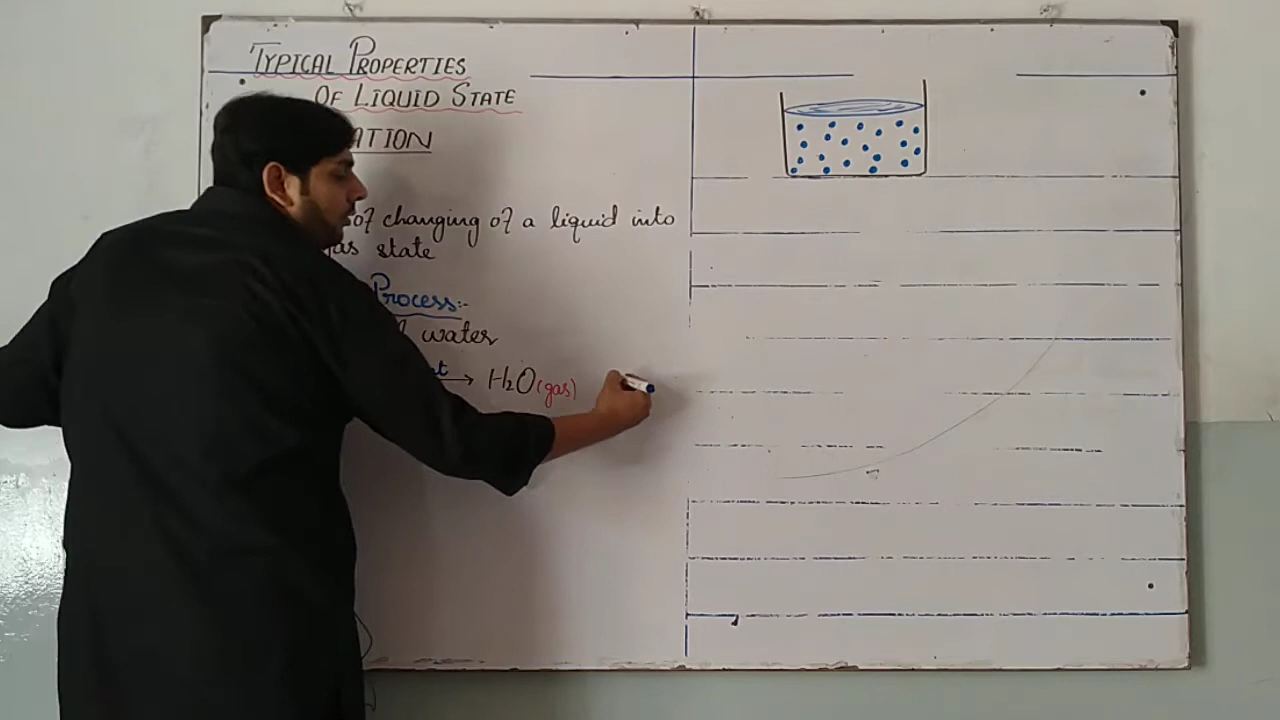 TYPICAL PROPERTIES
OF LIQUID STATE
ATION
of changing of a liquid into
gas state
Process:-
water
→ H₂O(gas)